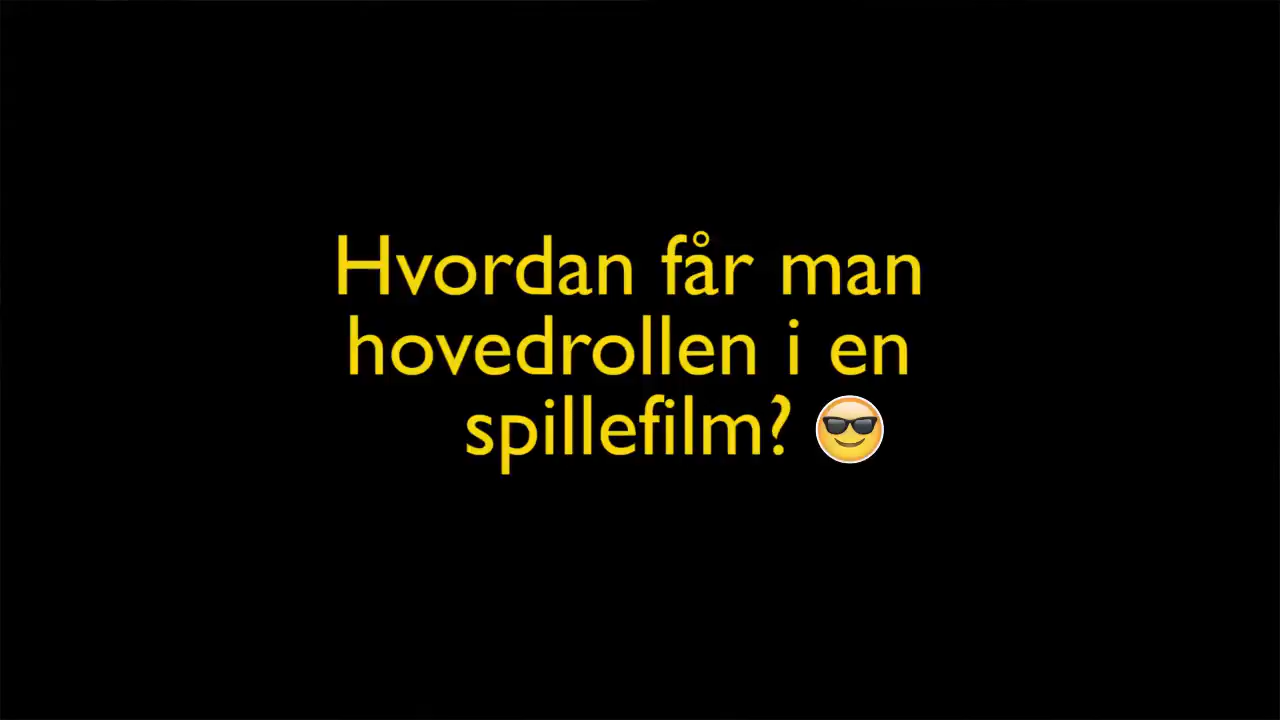 Hvordan får man
hovedrollen i en
spillefilm? 😎